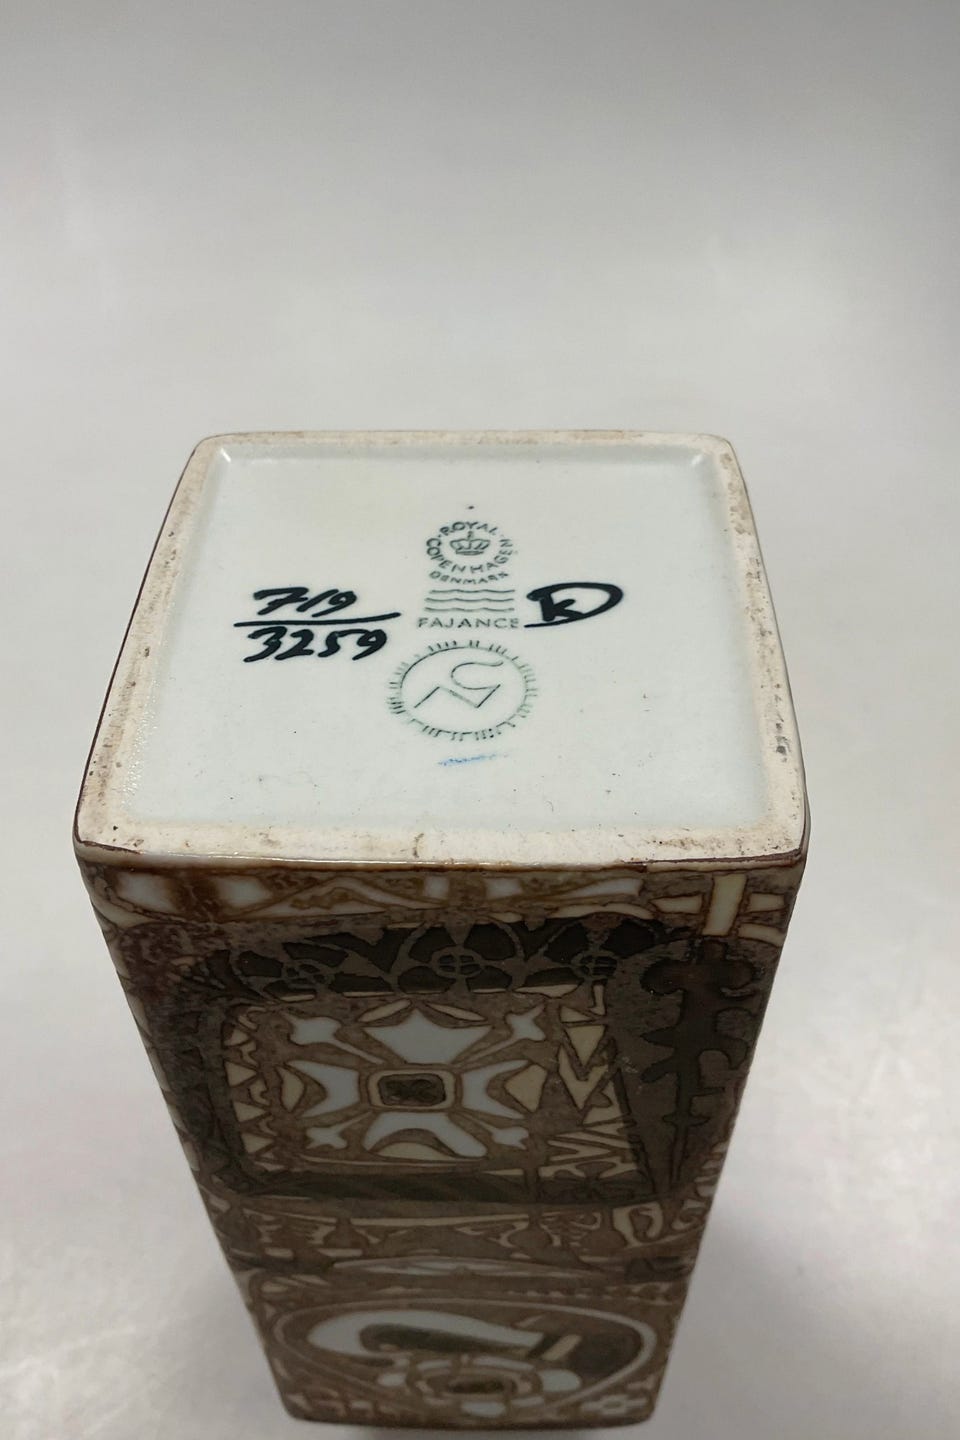 ROYAL COPENHAGEN
DENMARK
719
3259
FAJANCE
K